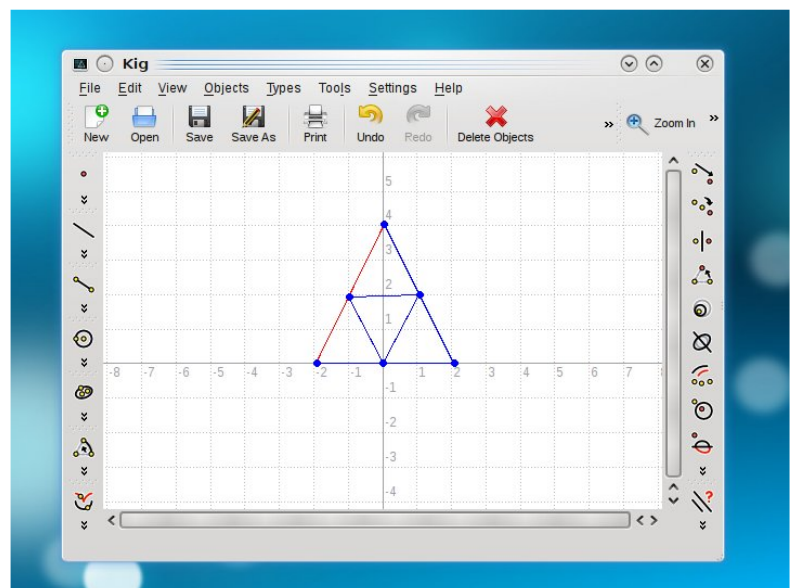 Kig
File Edit View Objects Types Tools Settings Help
New Open Save Save As Print Undo Redo Delete Objects » Zoom In »
5
4
3
2
1
-8 -7 -6 -5 -4 -3 -2 -1 1 2 3 4 5 6 7
-1
-2
-3
-4